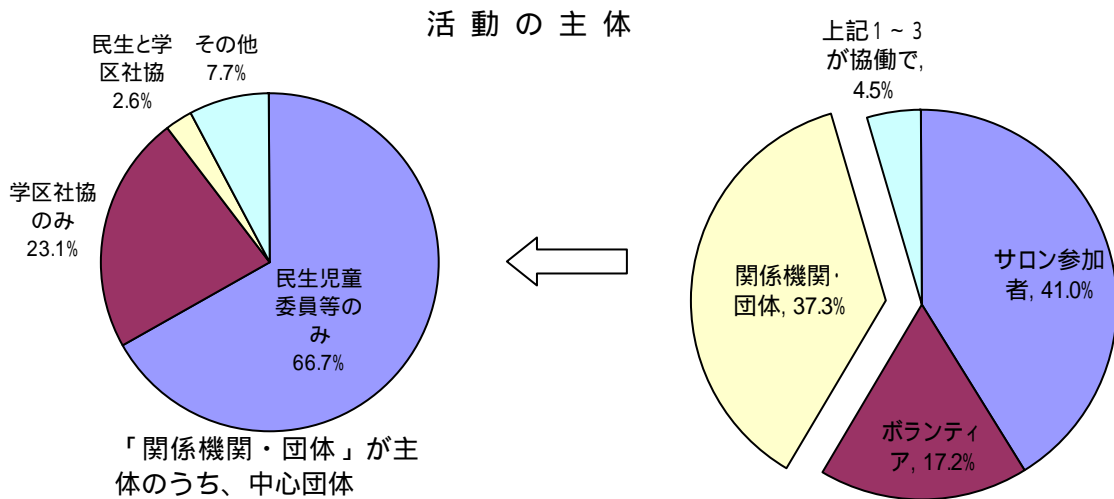 活動の主体
民生と学
区社協
2.6%
その他
7.7%
学区社協
のみ
23.1%
民生児童
委員等の
み
66.7%
「関係機関・団体」が主
体のうち、中心団体
上記1~3
が協働で,
4.5%
関係機関・
団体, 37.3%
サロン参加
者, 41.0%
ボランティ
ア, 17.2%